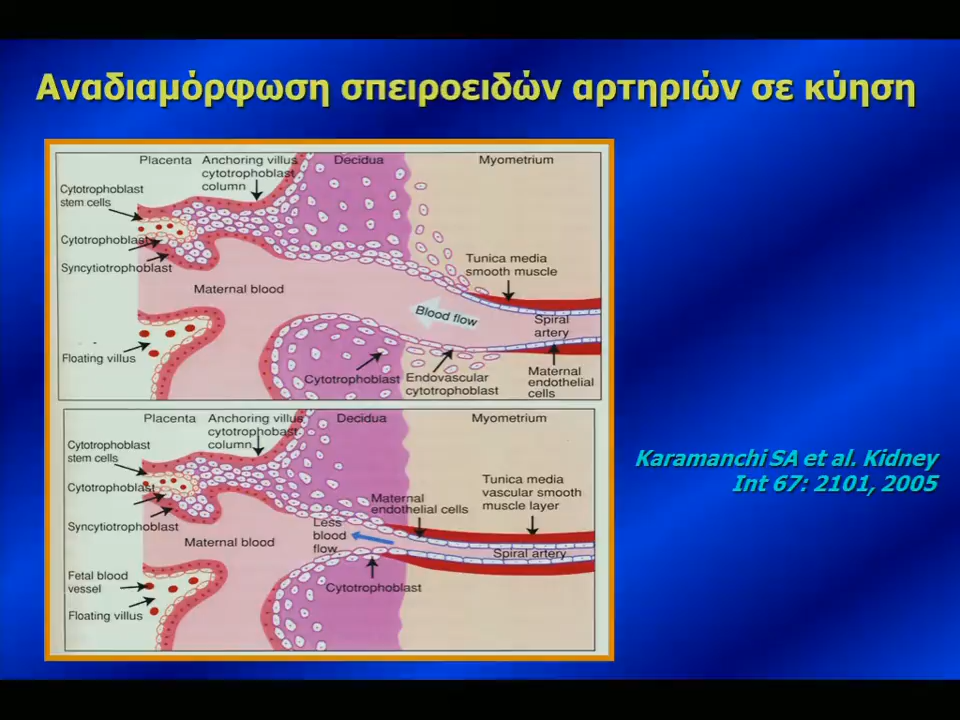 Αναδιαμόρφωση σπειροειδών αρτηριών σε κύηση
Placenta
Anchoring villus
cytotrophoblast
column
Decidua
Myometrium
Cytotrophoblast
stem cells
Cytotrophoblast
Syncytiotrophoblast
Maternal blood
Tunica media
smooth muscle
Blood flow
Spiral
artery
Floating villus
Cytotrophoblast
Endovascular
cytotrophoblast
Maternal
endothelial
cells
Placenta
Anchoring villus
cytotrophobast
column
Decidua
Myometrium
Cytotrophoblast
stem cells
Cytotrophoblast
Syncytiotrophoblast
Maternal blood
Less
blood
flow
Maternal
endothelial cells
Tunica media
vascular smooth
muscle layer
Spiral artery
Fetal blood
vessel
Floating villus
Cytotrophoblast
Karamanchi SA et al. Kidney
Int 67: 2101, 2005